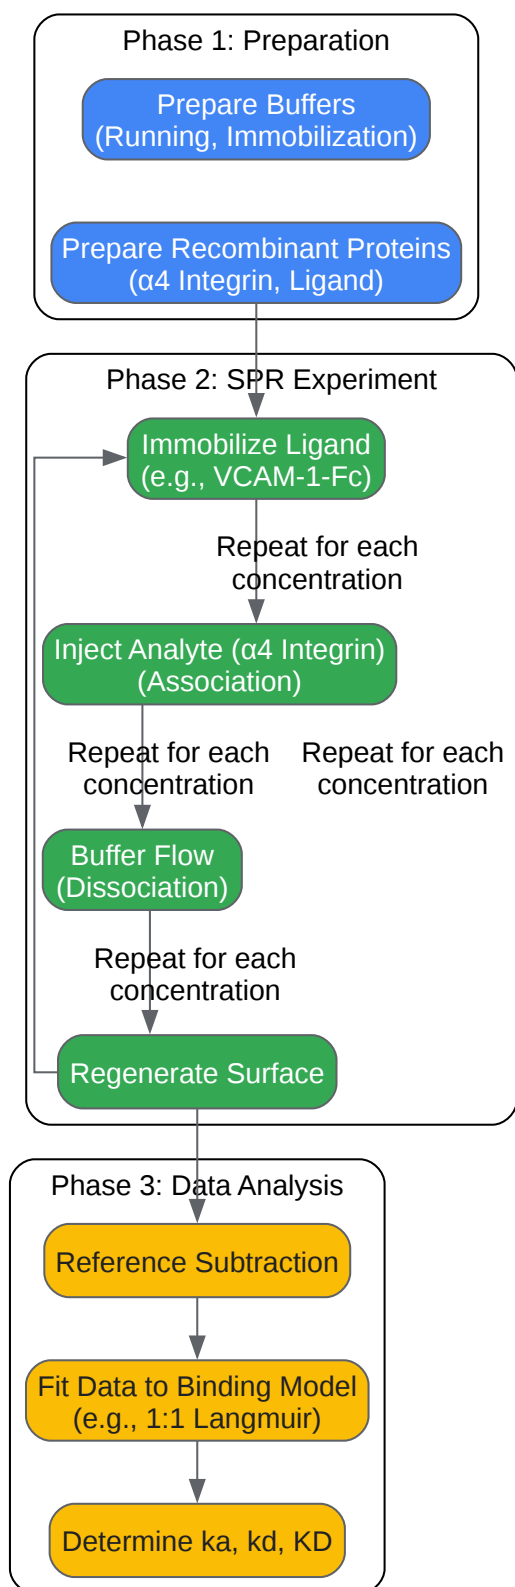 Phase 1: Preparation
Prepare Buffers
(Running, Immobilization)
Prepare Recombinant Proteins
(α4 Integrin, Ligand)
Phase 2: SPR Experiment
Immobilize Ligand
(e.g., VCAM-1-Fc)
Repeat for each
concentration
Inject Analyte (α4 Integrin)
(Association)
Repeat for each
concentration
Repeat for each
concentration
Buffer Flow
(Dissociation)
Repeat for each
concentration
Regenerate Surface
Phase 3: Data Analysis
Reference Subtraction
Fit Data to Binding Model
(e.g., 1:1 Langmuir)
Determine ka, kd, KD